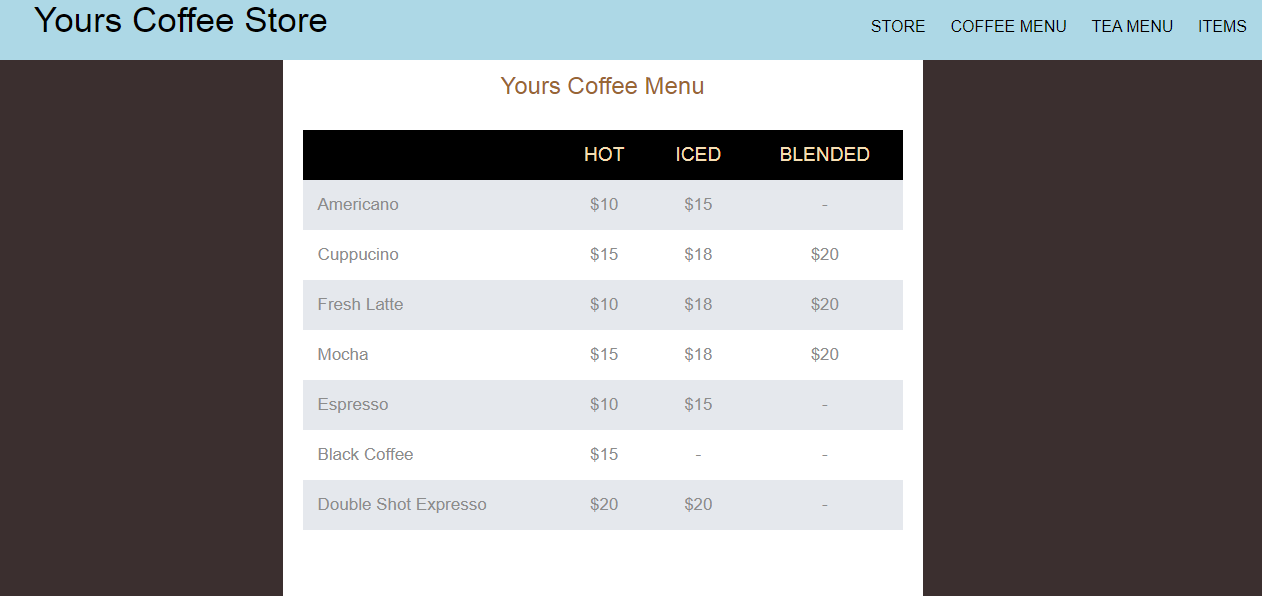 Yours Coffee Store
STORE COFFEE MENU TEA MENU ITEMS
Yours Coffee Menu
HOT ICED BLENDED
Americano $10 $15 -
Cuppucino $15 $18 $20
Fresh Latte $10 $18 $20
Mocha $15 $18 $20
Espresso $10 $15 -
Black Coffee $15 - -
Double Shot Expresso $20 $20 -